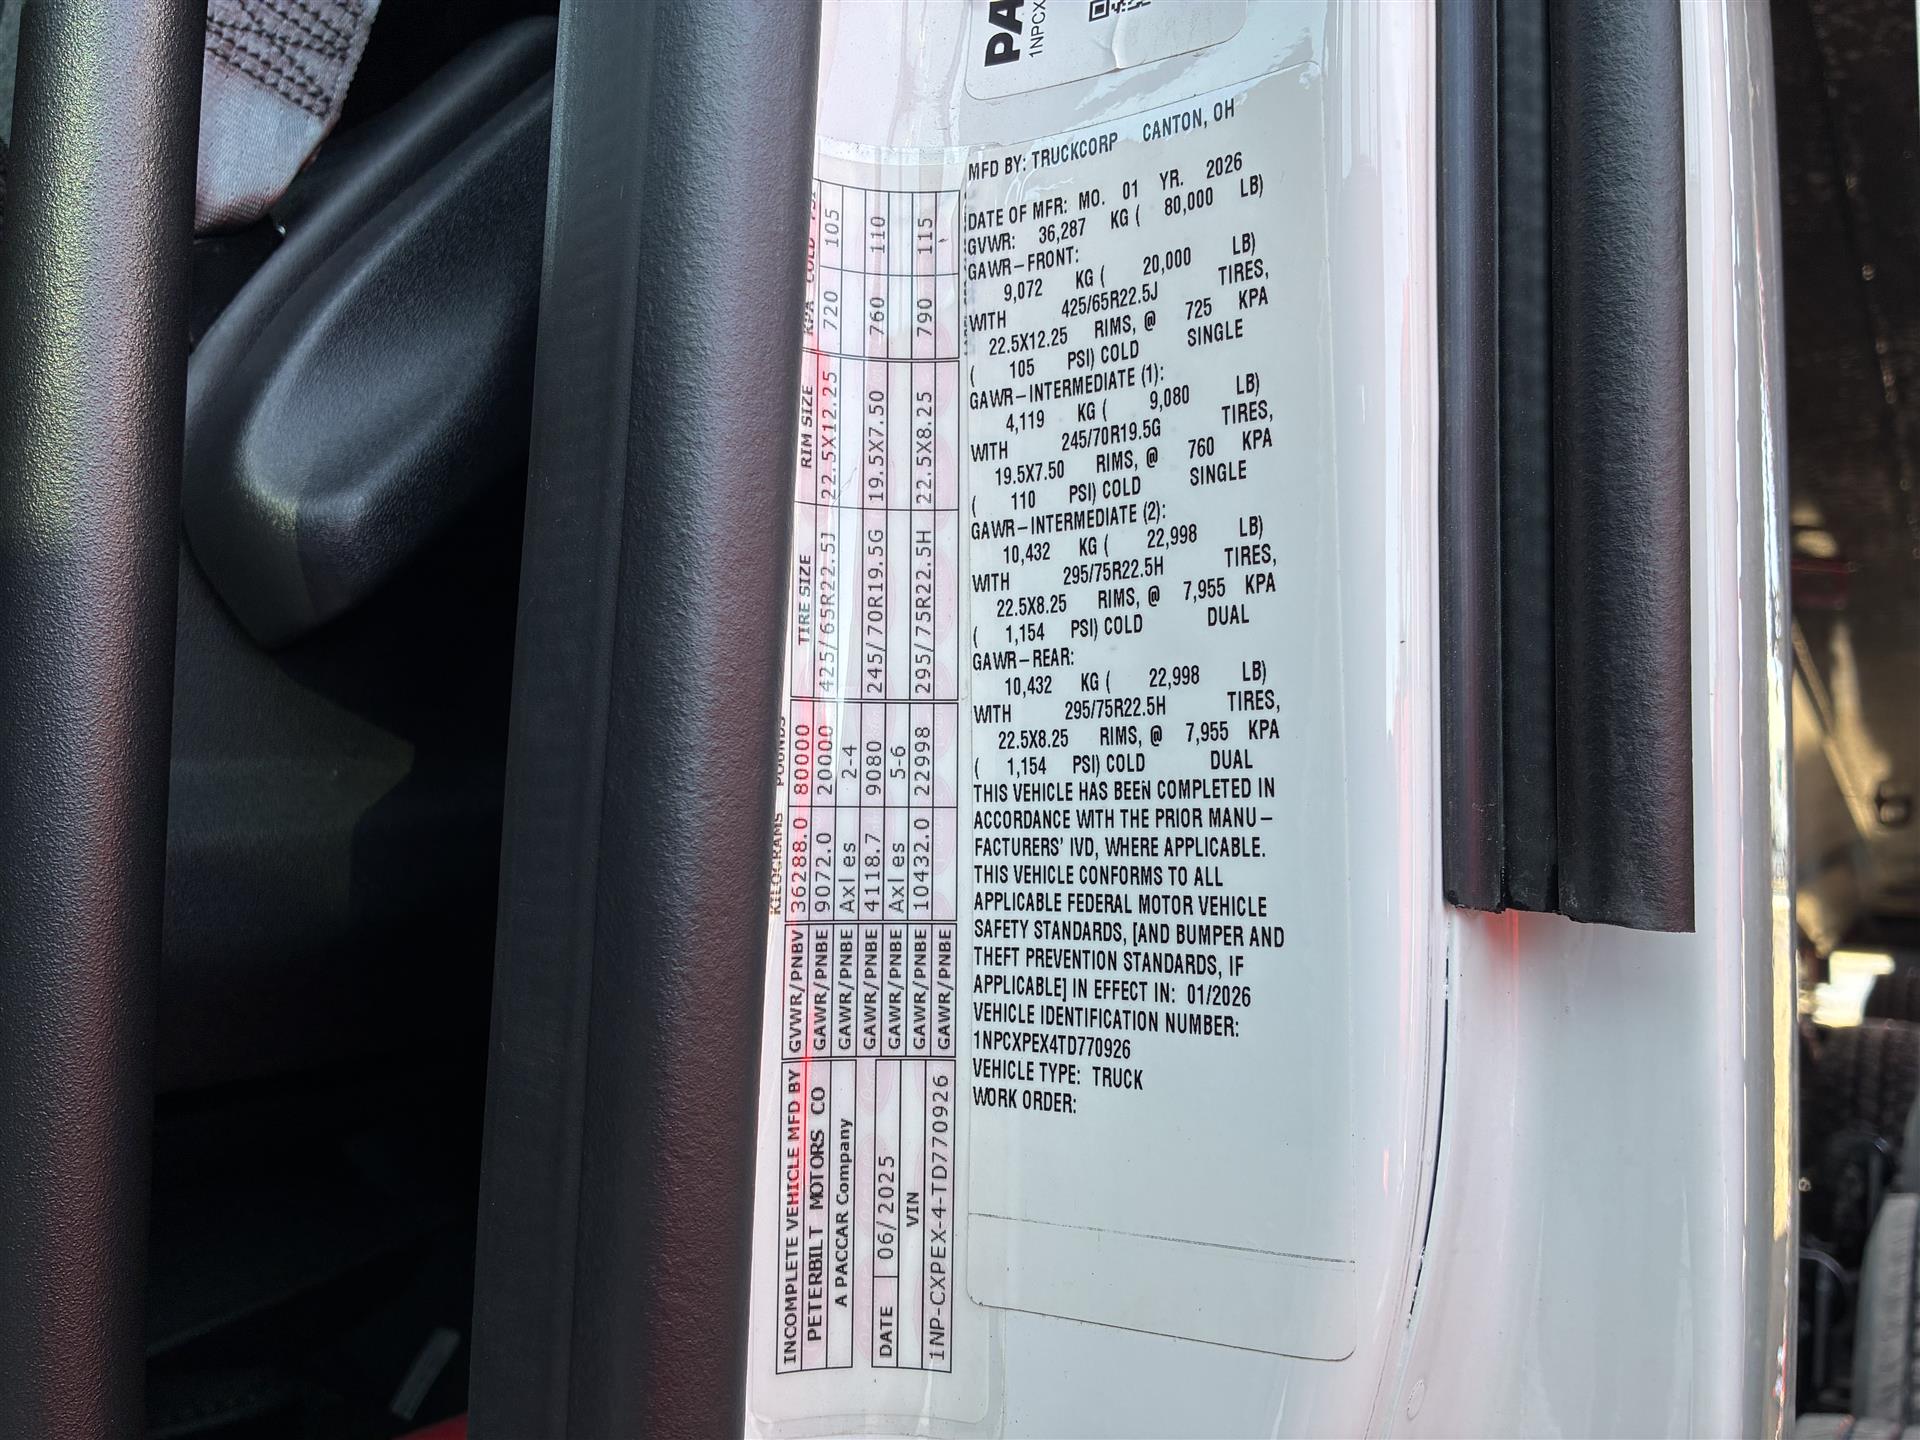 PA
1NPCX
MFD BY: TRUCKCORP CANTON, OH
DATE OF MFR: MO. 01 YR. 2026
GVWR: 36,287 KG ( 80,000 LB)
GAWR-FRONT:
9,072 KG ( 20,000 LB)
WITH 425/65R22.5J TIRES,
22.5X12.25 RIMS, @ 725 KPA
( 105 PSI) COLD SINGLE
GAWR-INTERMEDIATE (1):
4,119 KG ( 9,080 LB)
WITH 245/70R19.5G TIRES,
19.5X7.50 RIMS, @ 760 KPA
( 110 PSI) COLD SINGLE
GAWR-INTERMEDIATE (2):
10,432 KG ( 22,998 LB)
WITH 295/75R22.5H TIRES,
22.5X8.25 RIMS, @ 7,955 KPA
( 1,154 PSI) COLD DUAL
GAWR-REAR:
10,432 KG ( 22,998 LB)
WITH 295/75R22.5H TIRES,
22.5X8.25 RIMS, @ 7,955 KPA
( 1,154 PSI) COLD DUAL
THIS VEHICLE HAS BEEN COMPLETED IN
ACCORDANCE WITH THE PRIOR MANU-
FACTURERS' IVD, WHERE APPLICABLE.
THIS VEHICLE CONFORMS TO ALL
APPLICABLE FEDERAL MOTOR VEHICLE
SAFETY STANDARDS, [AND BUMPER AND
THEFT PREVENTION STANDARDS, IF
APPLICABLE] IN EFFECT IN: 01/2026
VEHICLE IDENTIFICATION NUMBER:
1NPCXPEX4TD770926
VEHICLE TYPE: TRUCK
WORK ORDER:
KILOGRAMS POUNDS TIRE SIZE RIM SIZE KPA COLD PSI
INCOMPLETE VEHICLE MFD BY GVWR/PNBV 36288.0 80000
PETERBILT MOTORS CO GAWR/PNBE 9072.0 20000 425/65R22.5J 22.5X12.25 720 105
A PACCAR Company GAWR/PNBE Axles 2-4
GAWR/PNBE 4118.7 9080 245/70R19.5G 19.5X7.50 760 110
DATE 06/2025 GAWR/PNBE Axles 5-6
VIN GAWR/PNBE 10432.0 22998 295/75R22.5H 22.5X8.25 790 115
1NP-CXPEX-4-TD770926 GAWR/PNBE